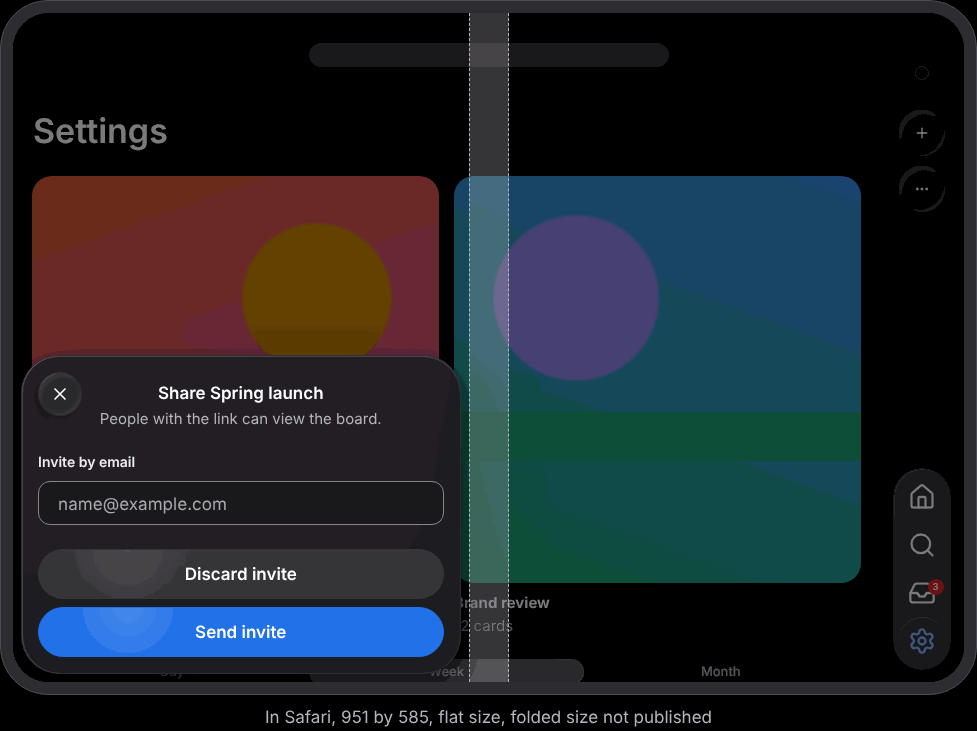 Settings
Share Spring launch
People with the link can view the board.
Invite by email
name@example.com
Discard invite
Send invite
Brand review
2 cards
3
Day
Week
Month
In Safari, 951 by 585, flat size, folded size not published